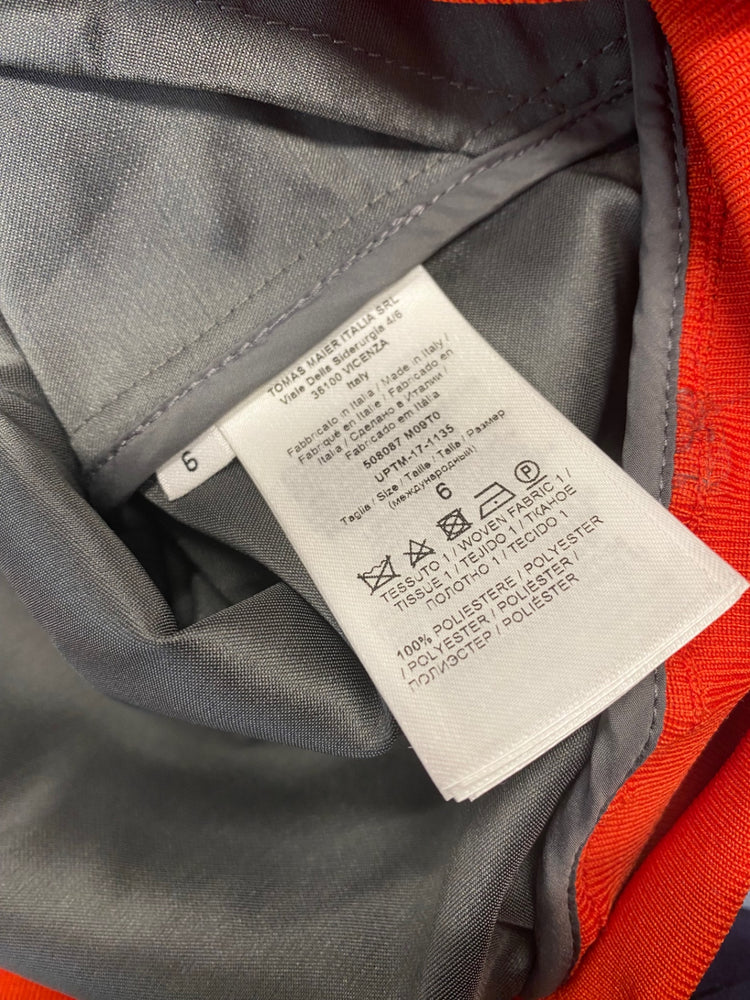 TOMAS MAIER ITALIA SRL
Viale Della Siderurgia 4/6
36100 VICENZA
Italy
Fabbricato in Italia / Made in Italy /
Fabriqué en Italie / Fabricado en
Italia / Сделано в Италии /
Fabricado em Itália
508087 M09T0
UPTM-17-1135
Taglia / Size / Taille / Talla / Размер
(международный)
6
6
P
TESSUTO 1 / WOVEN FABRIC 1 /
TISSUE 1 / TEJIDO 1 / ТКАНОЕ
ПОЛОТНО 1 / TECIDO 1
100% POLIESTERE / POLYESTER
/ POLYESTER / POLIÉSTER /
ПОЛИЭСТЕР / POLIÉSTER